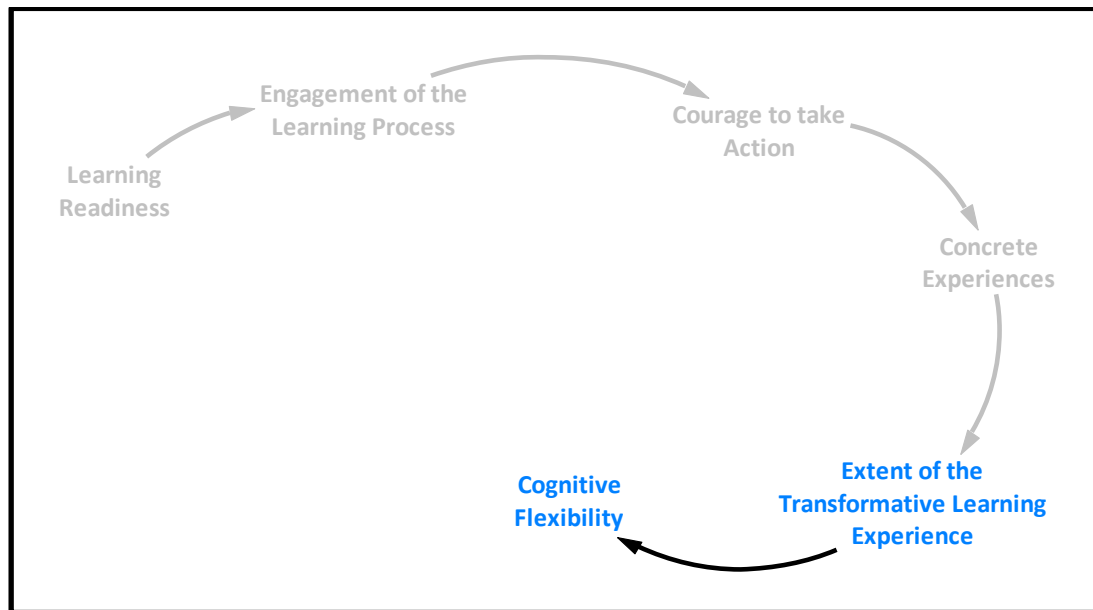 Engagement of the
Learning Process
Courage to take
Action
Learning
Readiness
Concrete
Experiences
Extent of the
Transformative Learning
Experience
Cognitive
Flexibility